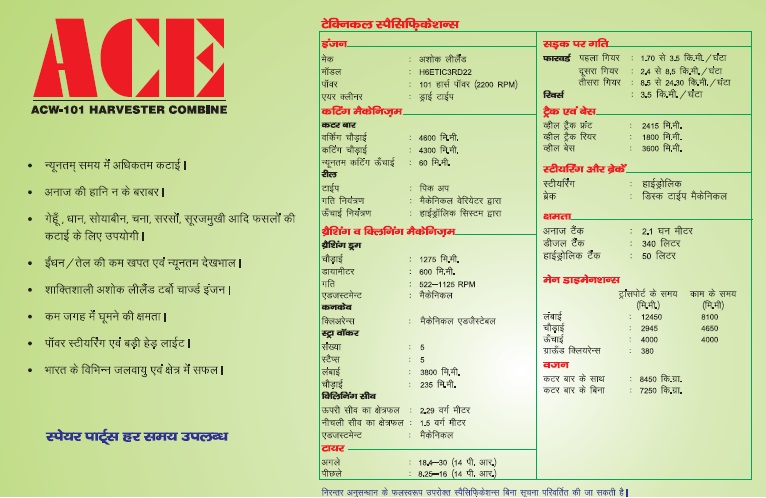 ACE
ACW-101 HARVESTER COMBINE
• न्यूनतम् समय में अधिकतम कटाई |
• अनाज की हानि न के बराबर |
• गेहूँ, धान, सोयाबीन, चना, सरसों, सूरजमुखी आदि फसलों की
कटाई के लिए उपयोगी |
• ईंधन / तेल की कम खपत एवं न्यूनतम देखभाल |
• शाक्तिशाली अशोक लीलैंड टर्बो चार्ज्ड इंजन |
• कम जगह में घूमने की क्षमता |
• पॉवर स्टीयरिंग एवं बड़ी हेड़ लाईट |
• भारत के विभिन्न जलवायु एवं क्षेत्र में सफल |
स्पेयर पार्ट्स हर समय उपलब्ध
टेक्निकल स्पैसिफ़िकेशन्स
इंजन
मेक : अशोक लीलैंड
मॉडल : H6ETIC3RD22
पॉवर : 101 हार्स पॉवर (2200 RPM)
एयर क्लीनर : ड्राई टाईप
कटिंग मैकेनिज़म
कटर बार
वर्किंग चौड़ाई : 4600 मि.मी.
कटिंग चौड़ाई : 4300 मि.मी.
न्यूनतम कटिंग ऊँचाई : 60 मि.मी.
रील
टाईप : पिक अप
गति नियंत्रण : मैकेनिकल वेरियेटर द्वारा
ऊँचाई नियंत्रण : हाईड्रॉलिक सिस्टम द्वारा
थ्रैशिंग व क्लिनिंग मैकेनिज़म
थ्रैशिंग ड्रम
चौड़ाई : 1275 मि.मी.
डायामीटर : 600 मि.मी.
गति : 522–1125 RPM
एडजस्टमेन्ट : मैकेनिकल
कनकेव
क्लिअरेन्स : मैकेनिकल एडजैस्टेबल
स्ट्रा वॉकर
संख्या : 5
स्टैप्स : 5
लंबाई : 3800 मि.मी.
चौड़ाई : 235 मि.मी.
क्लिनिंग सीव
ऊपरी सीव का क्षेत्रफल : 2.29 वर्ग मीटर
नीचली सीव का क्षेत्रफल : 1.5 वर्ग मीटर
एडजस्टमेन्ट : मैकेनिकल
टायर
अगले : 18.4–30 (14 पी. आर.)
पीछले : 8.25–16 (14 पी. आर.)
सड़क पर गति
फारवर्ड पहला गियर : 1.70 से 3.5 कि.मी./घंटा
दूसरा गियर : 2.4 से 8.5 कि.मी./घंटा
तीसरा गियर : 8.5 से 24.30 कि.मी./घंटा
रिवर्स : 3.5 कि.मी./घंटा
ट्रैक एवं बेस
व्हील ट्रैक फ्रंट : 2415 मि.मी.
व्हील ट्रैक रियर : 1800 मि.मी.
व्हील बेस : 3600 मि.मी.
स्टीयरिंग और ब्रेकें
स्टीयरिंग : हाईड्रोलिक
ब्रेक : डिस्क टाईप मैकेनिकल
क्षमता
अनाज टैंक : 2.1 घन मीटर
डीजल टैंक : 340 लिटर
हाईड्रोलिक टैंक : 50 लिटर
मेन डाइमेनशन्स
ट्राँसपोर्ट के समय काम के समय
(मि.मी.) (मि.मी)
लंबाई : 12450 8100
चौड़ाई : 2945 4650
ऊँचाई : 4000 4000
ग्राऊँड क्लियरेन्स : 380
वजन
कटर बार के साथ : 8450 कि.ग्रा.
कटर बार के बिना : 7250 कि.ग्रा.
निरन्तर अनुसन्धान के फलस्वरूप उपरोक्त स्पैसिफ़िकेशन्स बिना सूचना परिवर्तित की जा सकती है |